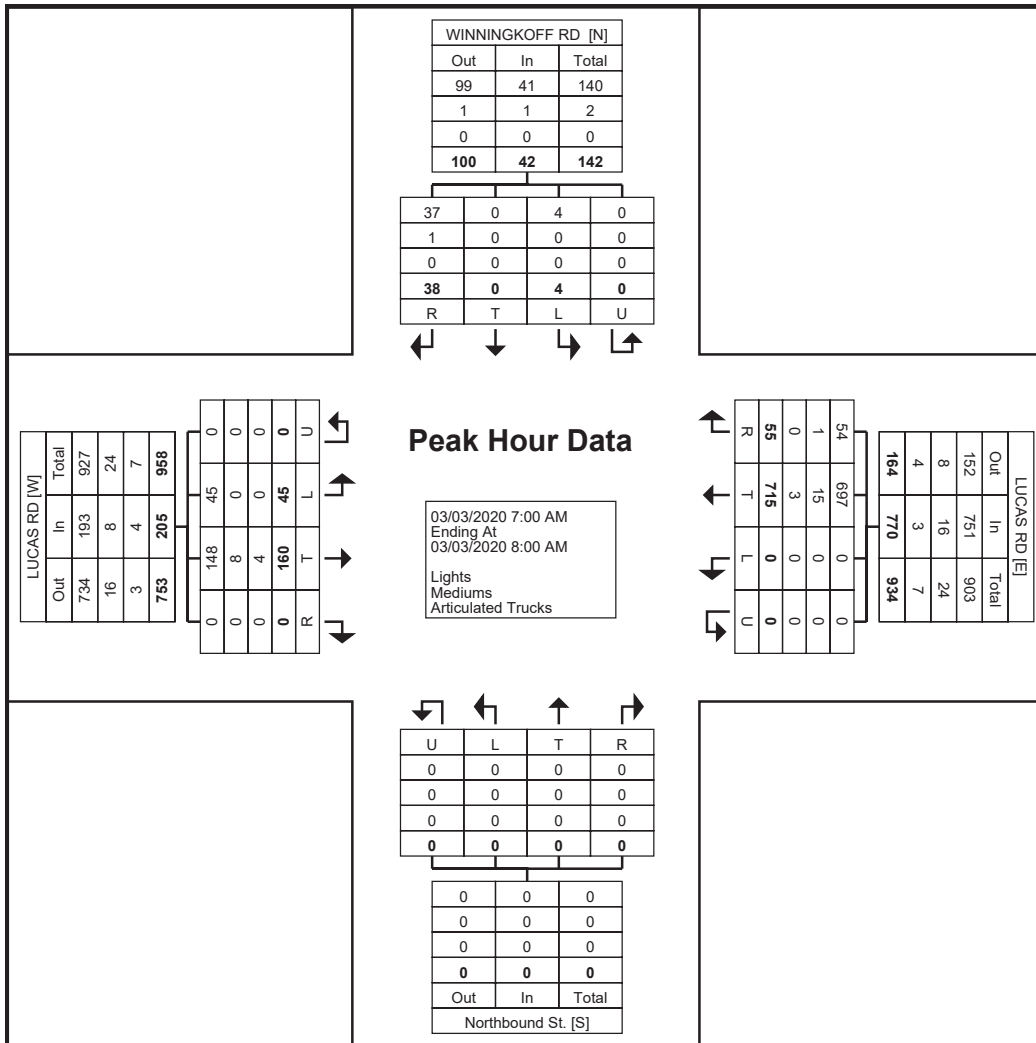 WINNINGKOFF RD [N]
Out In Total
99 41 140
1 1 2
0 0 0
100 42 142
37 0 4 0
1 0 0 0
0 0 0 0
38 0 4 0
R T L U
LUCAS RD [W]
Total 927 24 7 958
In 193 8 4 205
Out 734 16 3 753
0 0 0 0 U
45 0 0 45 L
148 8 4 160 T
0 0 0 0 R
Peak Hour Data
03/03/2020 7:00 AM
Ending At
03/03/2020 8:00 AM
Lights
Mediums
Articulated Trucks
R 55 0 1 54
T 715 3 15 697
L 0 0 0 0
U 0 0 0 0
LUCAS RD [E]
Out In Total
152 751 903
8 16 24
4 3 7
164 770 934
U L T R
0 0 0 0
0 0 0 0
0 0 0 0
0 0 0 0
0 0 0
0 0 0
0 0 0
0 0 0
Out In Total
Northbound St. [S]